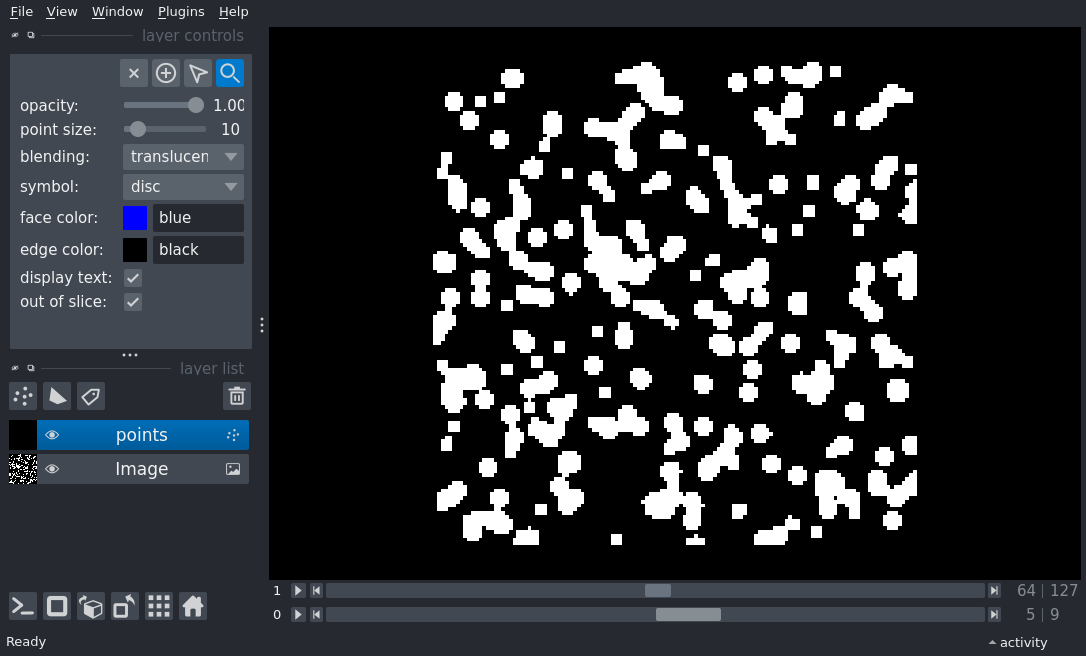 File View Window Plugins Help
layer controls
opacity: 1.00
point size: 10
blending: translucen
symbol: disc
face color: blue
edge color: black
display text:
out of slice:
layer list
points
Image
1 64 127
0 5 9
Ready activity